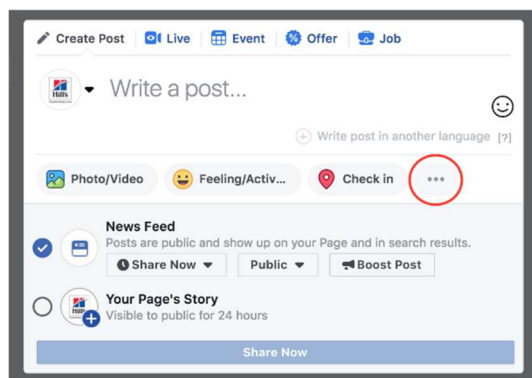 Create Post Live Event Offer Job
Hill's
Write a post...
Write post in another language [?]
Photo/Video Feeling/Activ... Check in
News Feed
Posts are public and show up on your Page and in search results.
Share Now Public Boost Post
Your Page's Story
Visible to public for 24 hours
Share Now